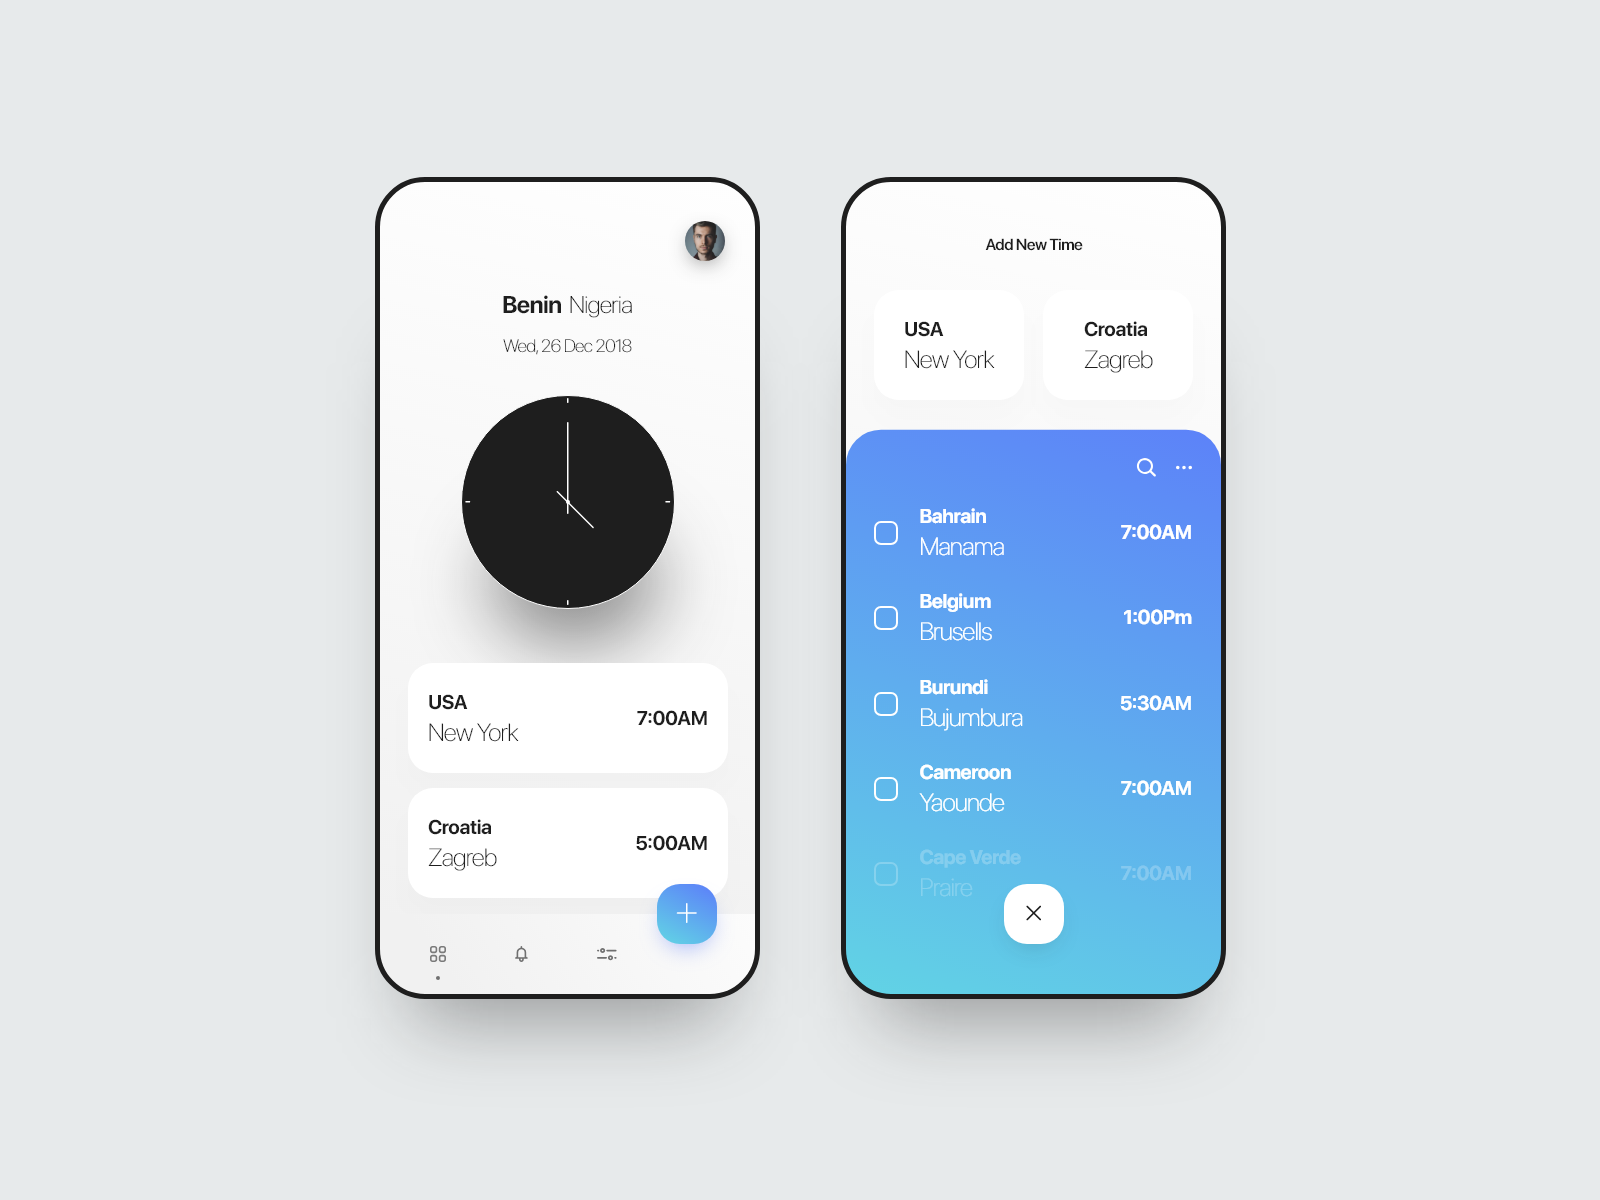 Benin Nigeria
Wed, 26 Dec 2018
USA
New York
7:00AM
Croatia
Zagreb
5:00AM
Add New Time
USA
New York
Croatia
Zagreb
Bahrain
Manama
7:00AM
Belgium
Brusells
1:00Pm
Burundi
Bujumbura
5:30AM
Cameroon
Yaounde
7:00AM
Cape Verde
Praire
7:00AM